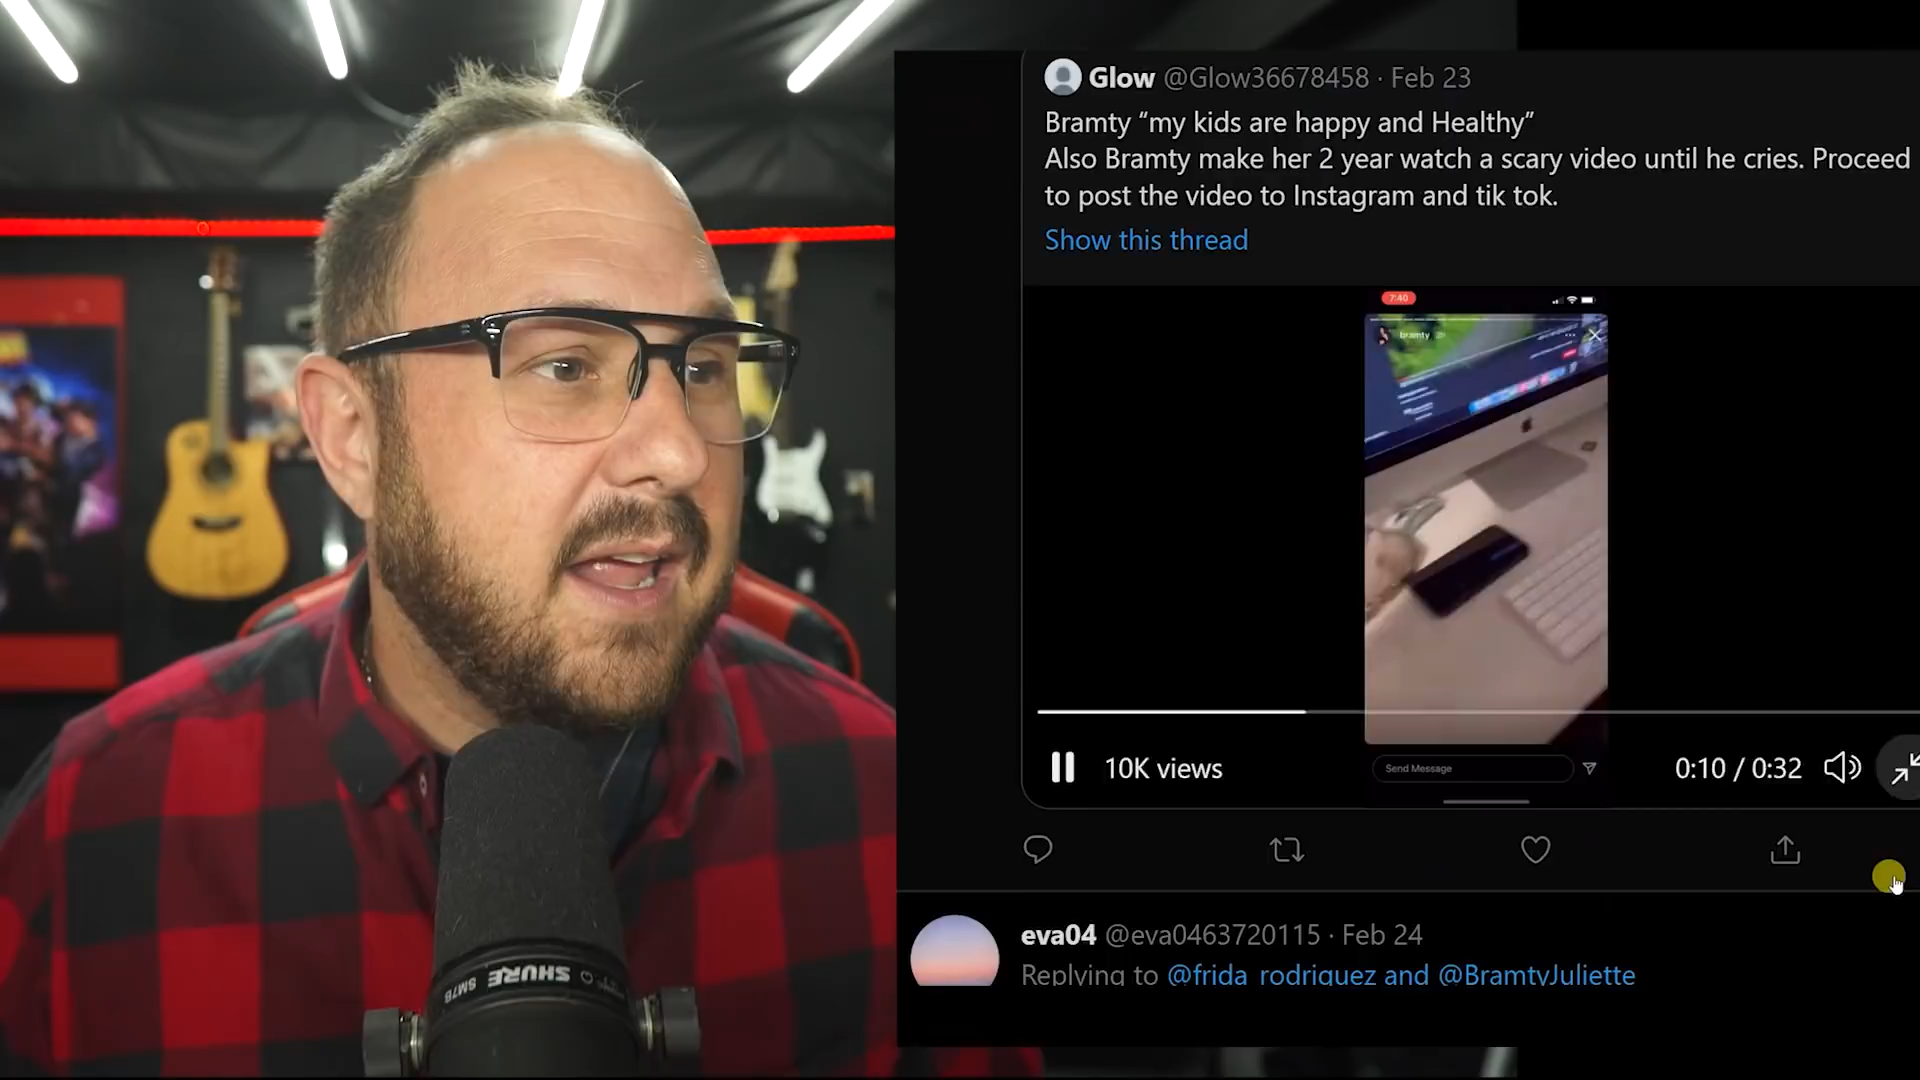 Glow @Glow36678458 · Feb 23
Bramty “my kids are happy and Healthy”
Also Bramty make her 2 year watch a scary video until he cries. Proceed
to post the video to Instagram and tik tok.
Show this thread
7:40
bramty
Send Message
10K views
0:10 / 0:32
eva04 @eva0463720115 · Feb 24
Replying to @frida_rodriguez and @BramtyJuliette
SHURE
SM7B